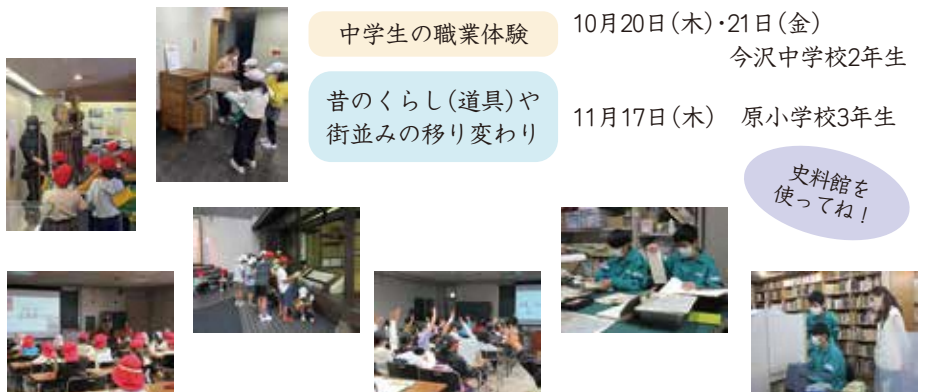 中学生の職業体験
10月20日(木)・21日(金)
今沢中学校2年生
昔のくらし(道具)や
街並みの移り変わり
11月17日(木) 原小学校3年生
史料館を
使ってね!